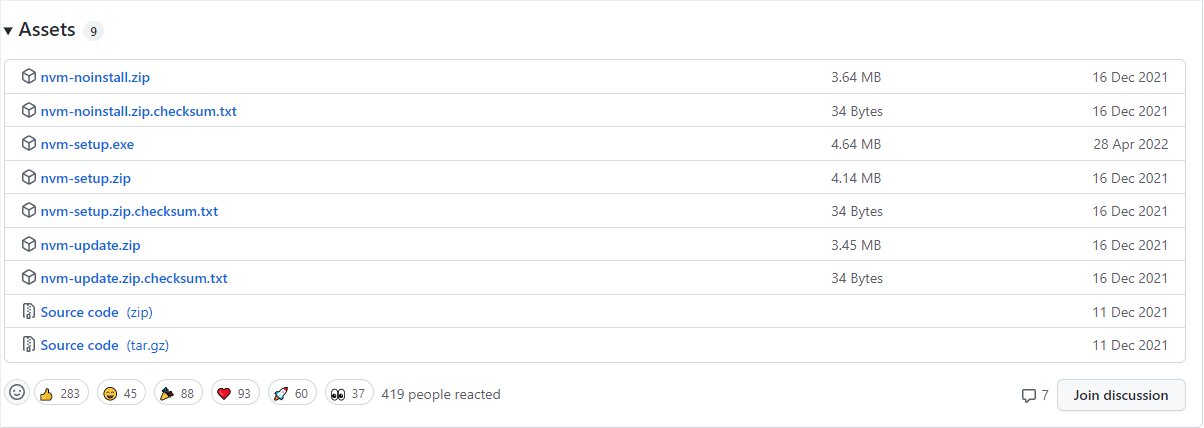 Assets 9
nvm-noinstall.zip 3.64 MB 16 Dec 2021
nvm-noinstall.zip.checksum.txt 34 Bytes 16 Dec 2021
nvm-setup.exe 4.64 MB 28 Apr 2022
nvm-setup.zip 4.14 MB 16 Dec 2021
nvm-setup.zip.checksum.txt 34 Bytes 16 Dec 2021
nvm-update.zip 3.45 MB 16 Dec 2021
nvm-update.zip.checksum.txt 34 Bytes 16 Dec 2021
Source code (zip) 11 Dec 2021
Source code (tar.gz) 11 Dec 2021
283 45 88 93 60 37 419 people reacted 7 Join discussion